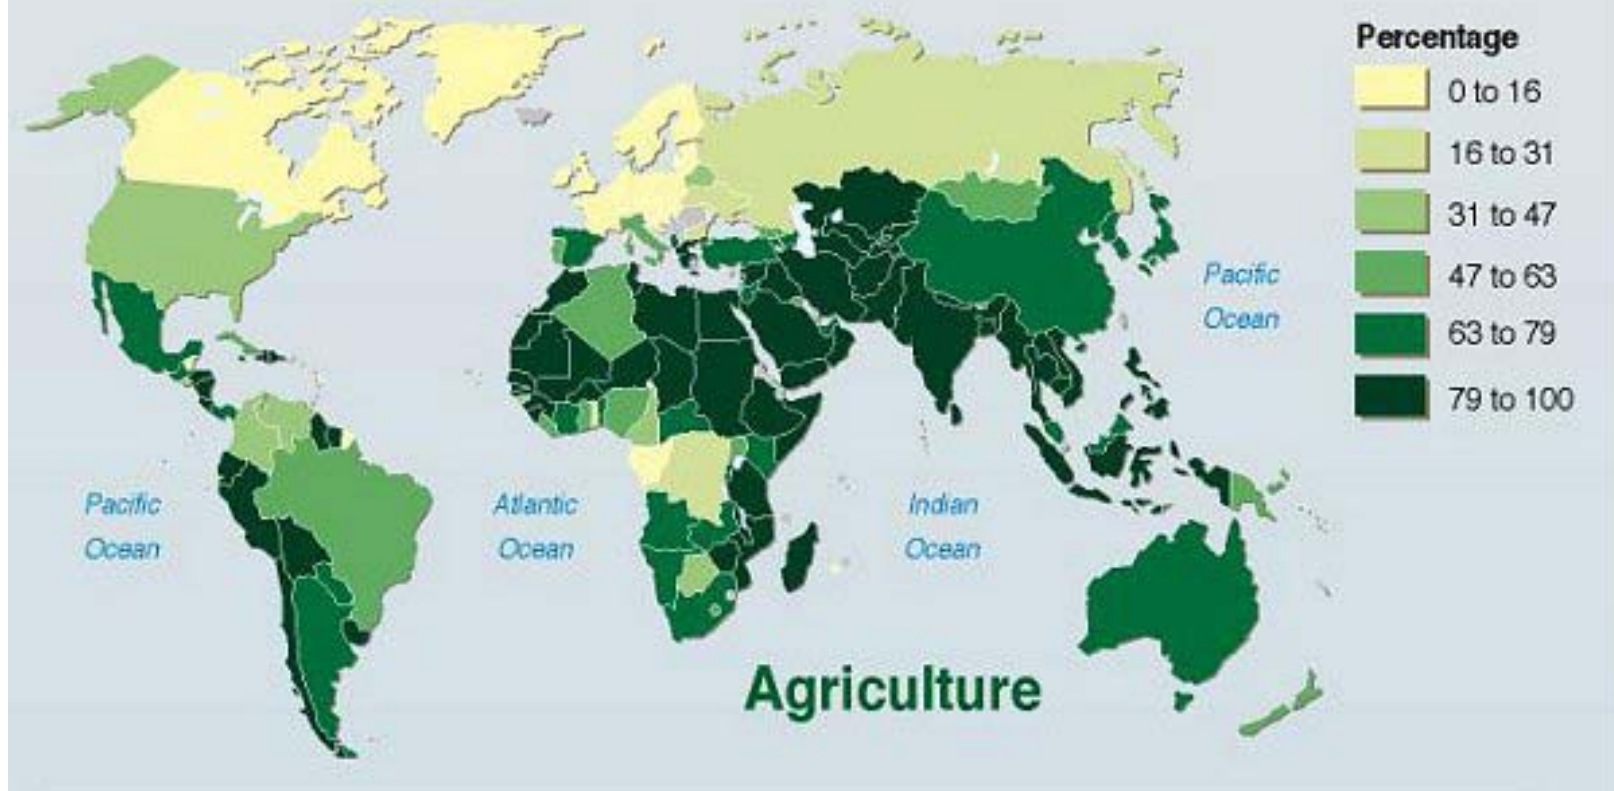 Percentage
0 to 16
16 to 31
31 to 47
47 to 63
63 to 79
79 to 100
Pacific
Ocean
Pacific
Ocean
Atlantic
Ocean
Indian
Ocean
Agriculture